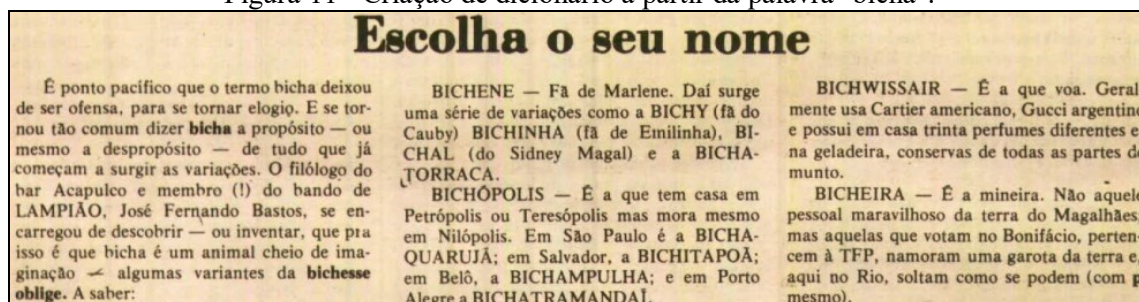 Figura 11 - Criação de dicionário a partir da palavra "bicha".
Escolha o seu nome
É ponto pacífico que o termo bicha deixou
de ser ofensa, para se tornar elogio. E se tor-
nou tão comum dizer bicha a propósito — ou
mesmo a despropósito — de tudo que já
começam a surgir as variações. O filólogo do
bar Acapulco e membro (!) do bando de
LAMPIÃO, José Fernando Bastos, se en-
carregou de descobrir — ou inventar, que pra
isso é que bicha é um animal cheio de ima-
ginação — algumas variantes da bichesse
oblige. A saber:
BICHENE — Fã de Marlene. Daí surge
uma série de variações como a BICHY (fã do
Cauby) BICHINHA (fã de Emilinha), BI-
CHAL (do Sidney Magal) e a BICHA-
TORRACA.
BICHÓPOLIS — É a que tem casa em
Petrópolis ou Teresópolis mas mora mesmo
em Nilópolis. Em São Paulo é a BICHA-
QUARUJÁ; em Salvador, a BICHITAPOÃ;
em Belô, a BICHAMPULHA; e em Porto
Alegre a BICHATRAMANDAÍ.
BICHWISSAIR — É a que voa. Geral
mente usa Cartier americano, Gucci argentino
e possui em casa trinta perfumes diferentes e
na geladeira, conservas de todas as partes do
munto.
BICHEIRA — É a mineira. Não aquele
pessoal maravilhoso da terra do Magalhães,
mas aquelas que votam no Bonifácio, perten-
cem à TFP, namoram uma garota da terra e,
aqui no Rio, soltam como se podem (com p
mesmo).